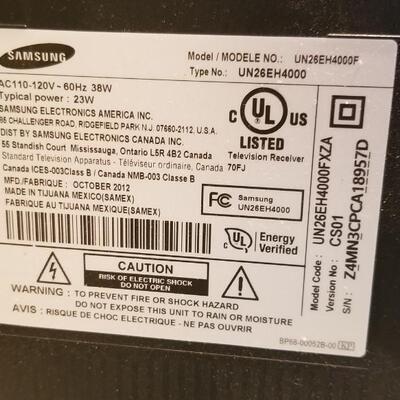 SAMSUNG
Model / MODELE NO. : UN26EH4000F
Type No.: UN26EH4000
AC110-120V~60Hz 38W
Typical power : 23W
SAMSUNG ELECTRONICS AMERICA INC.
85 CHALLENGER ROAD, RIDGEFIELD PARK N.J. 07660-2112, U.S.A.
DIST BY SAMSUNG ELECTRONICS CANADA INC.
55 Standish Court Mississauga, Ontario L5R 4B2 Canada
Standard Television Apparatus - Téléviseur ordinaire, Canada
Canada ICES-003Class B / Canada NMB-003 Classe B
MFD/FABRIQUE : OCTOBER 2012
MADE IN TIJUANA MEXICO(SAMEX)
FABRIQUE AU TIJUANA MEXIQUE(SAMEX)
c UL US
LISTED
Television Receiver
70FJ
FC Samsung
UN26EH4000
UL Energy
Verified
CAUTION
RISK OF ELECTRIC SHOCK
DO NOT OPEN
WARNING : TO PREVENT FIRE OR SHOCK HAZARD
DO NOT EXPOSE THIS UNIT TO RAIN OR MOISTURE
AVIS : RISQUE DE CHOC ELECTRIQUE - NE PAS OUVRIR
BP68-00052B-00
Model Code : UN26EH4000FXZA
Version No : CS01
S/N : Z4MN3CPCA18957D